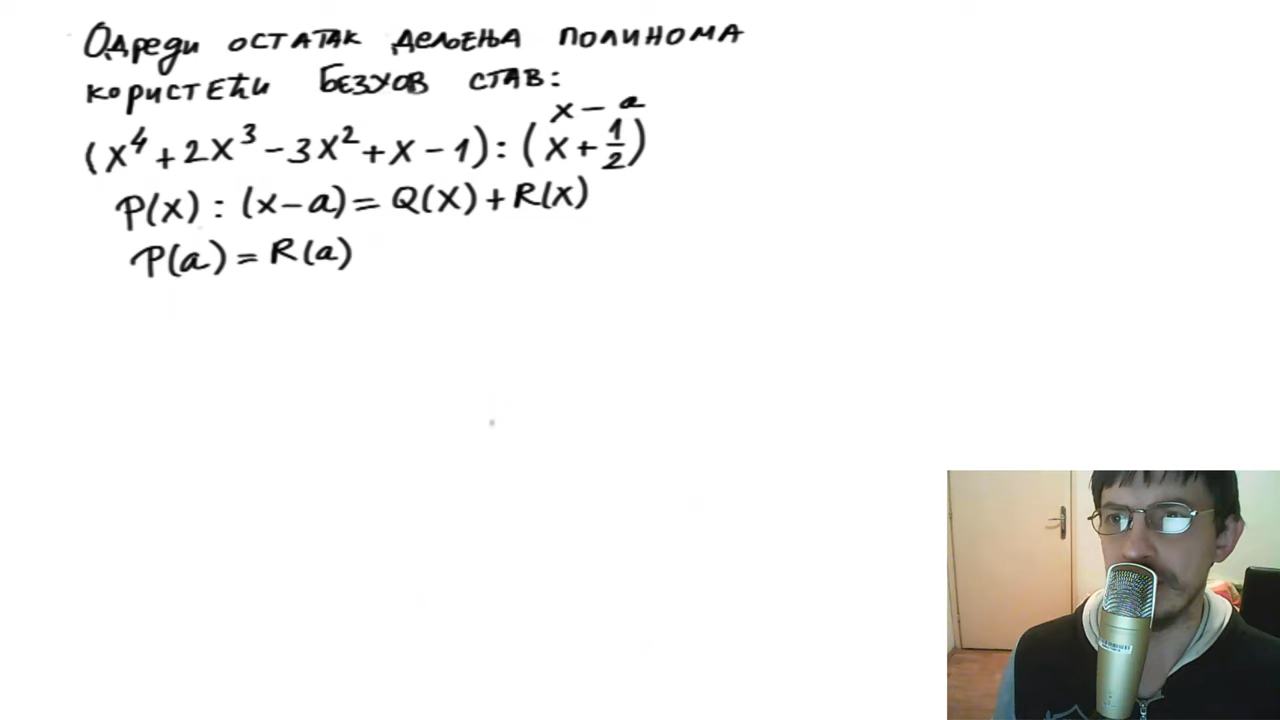 Одреди остатак дељења полинома
користећи Безуов став:
x – a
(x⁴ + 2x³ – 3x² + x – 1) : (x + 1/2)
P(x) : (x–a) = Q(x) + R(x)
P(a) = R(a)